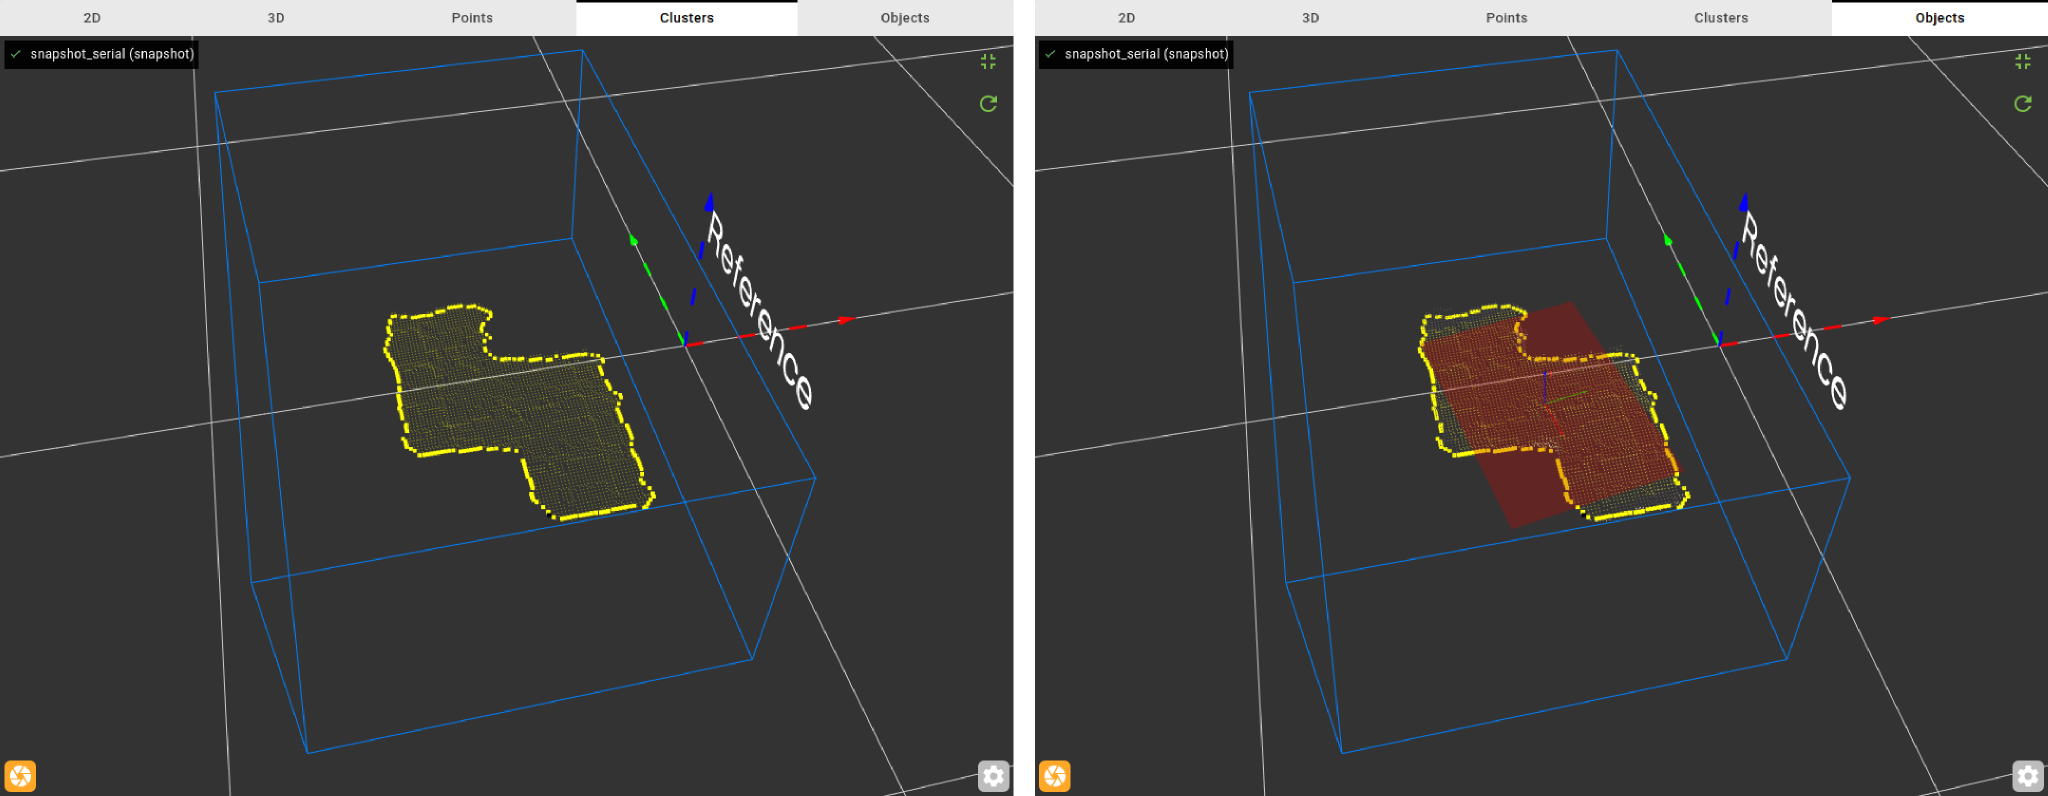 2D 3D Points Clusters Objects
snapshot_serial (snapshot)
Reference
2D 3D Points Clusters Objects
snapshot_serial (snapshot)
Reference